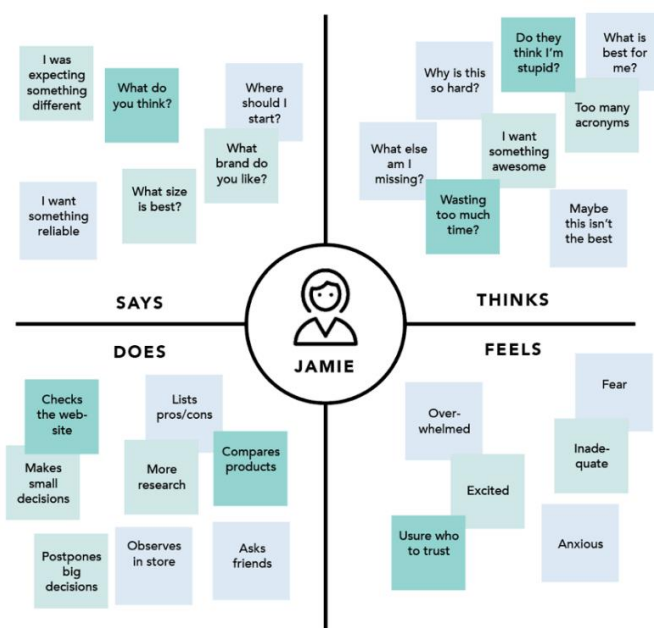 I was
expecting
something
different
What do
you think?
Where
should I
start?
What
brand do
you like?
I want
something
reliable
What size
is best?
SAYS
Why is this
so hard?
Do they
think I'm
stupid?
What is
best for
me?
Too many
acronyms
What else
am I
missing?
I want
something
awesome
Wasting
too much
time?
Maybe
this isn't
the best
THINKS
JAMIE
DOES
Checks
the web-
site
Lists
pros/cons
Makes
small
decisions
More
research
Compares
products
Postpones
big
decisions
Observes
in store
Asks
friends
FEELS
Over-
whelmed
Fear
Inade-
quate
Excited
Usure who
to trust
Anxious